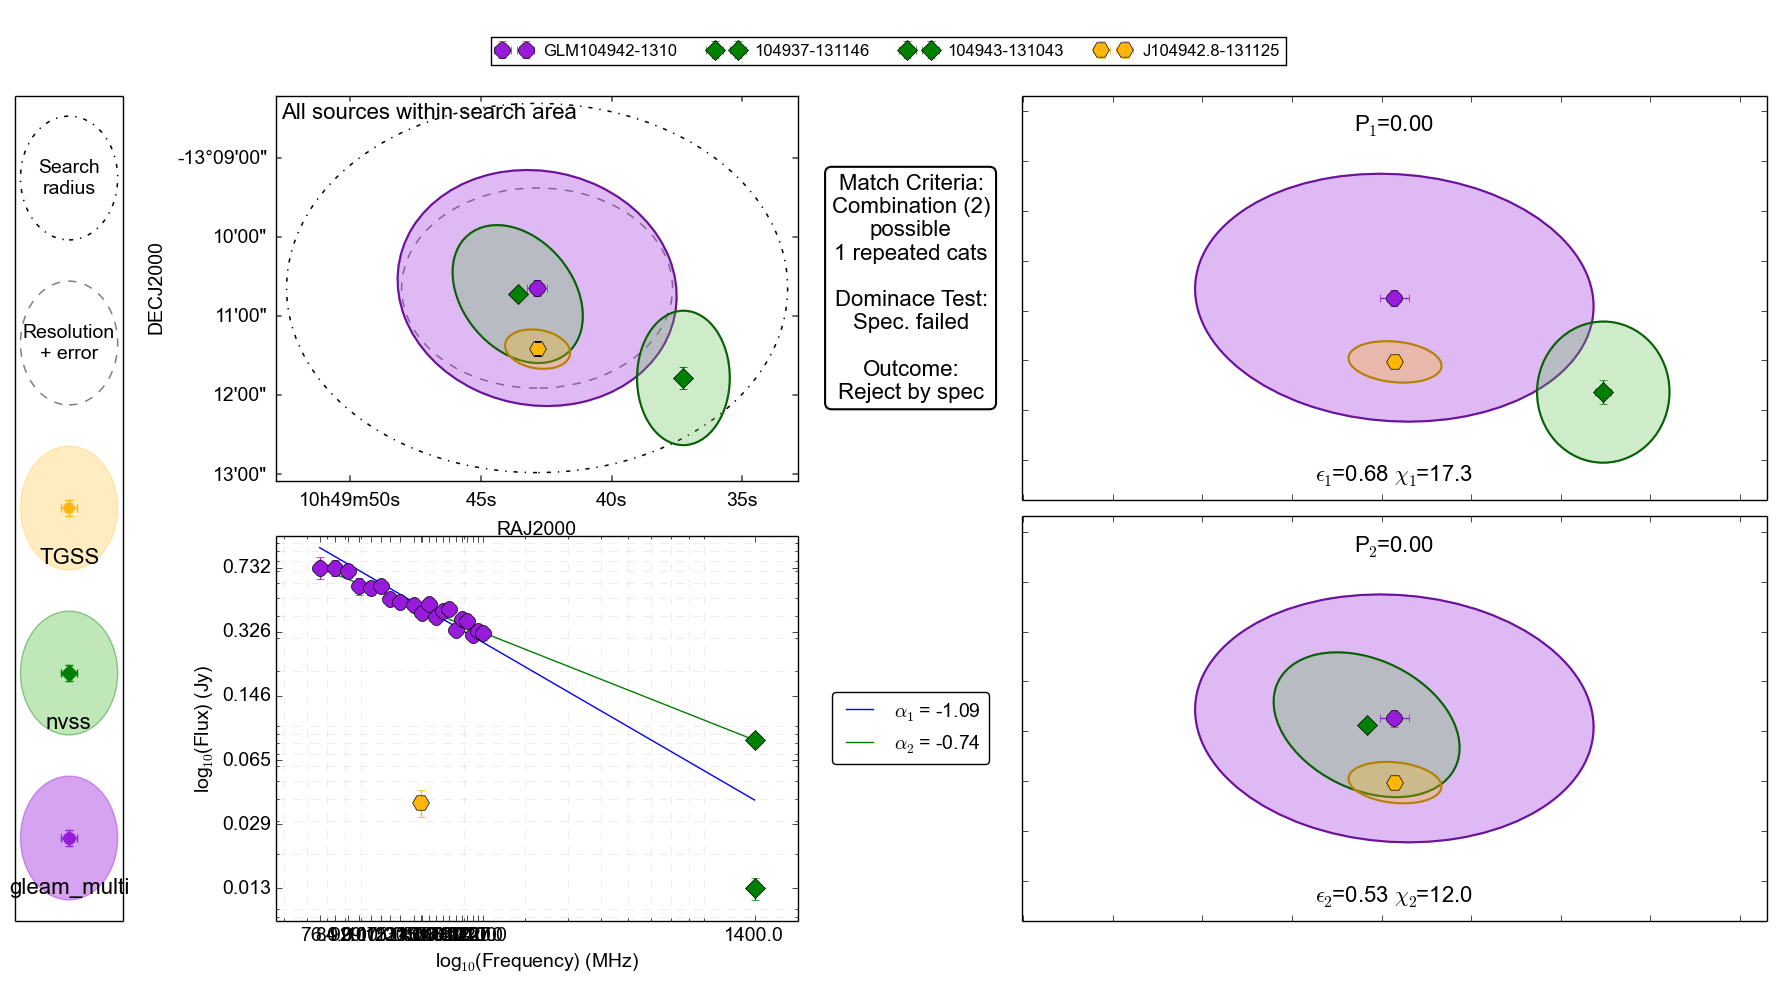 GLM104942-1310 104937-131146 104943-131043 J104942.8-131125
Search
radius
Resolution
+ error
TGSS
nvss
gleam_multi
All sources within search area
DECJ2000
-13°09'00"
10'00"
11'00"
12'00"
13'00"
10h49m50s 45s 40s 35s
RAJ2000
Match Criteria:
Combination (2)
possible
1 repeated cats
Dominace Test:
Spec. failed
Outcome:
Reject by spec
P1=0.00
ϵ1=0.68 χ1=17.3
log10(Flux) (Jy)
0.732
0.326
0.146
0.065
0.029
0.013
1400.0
log10(Frequency) (MHz)
α1 = -1.09
α2 = -0.74
P2=0.00
ϵ2=0.53 χ2=12.0